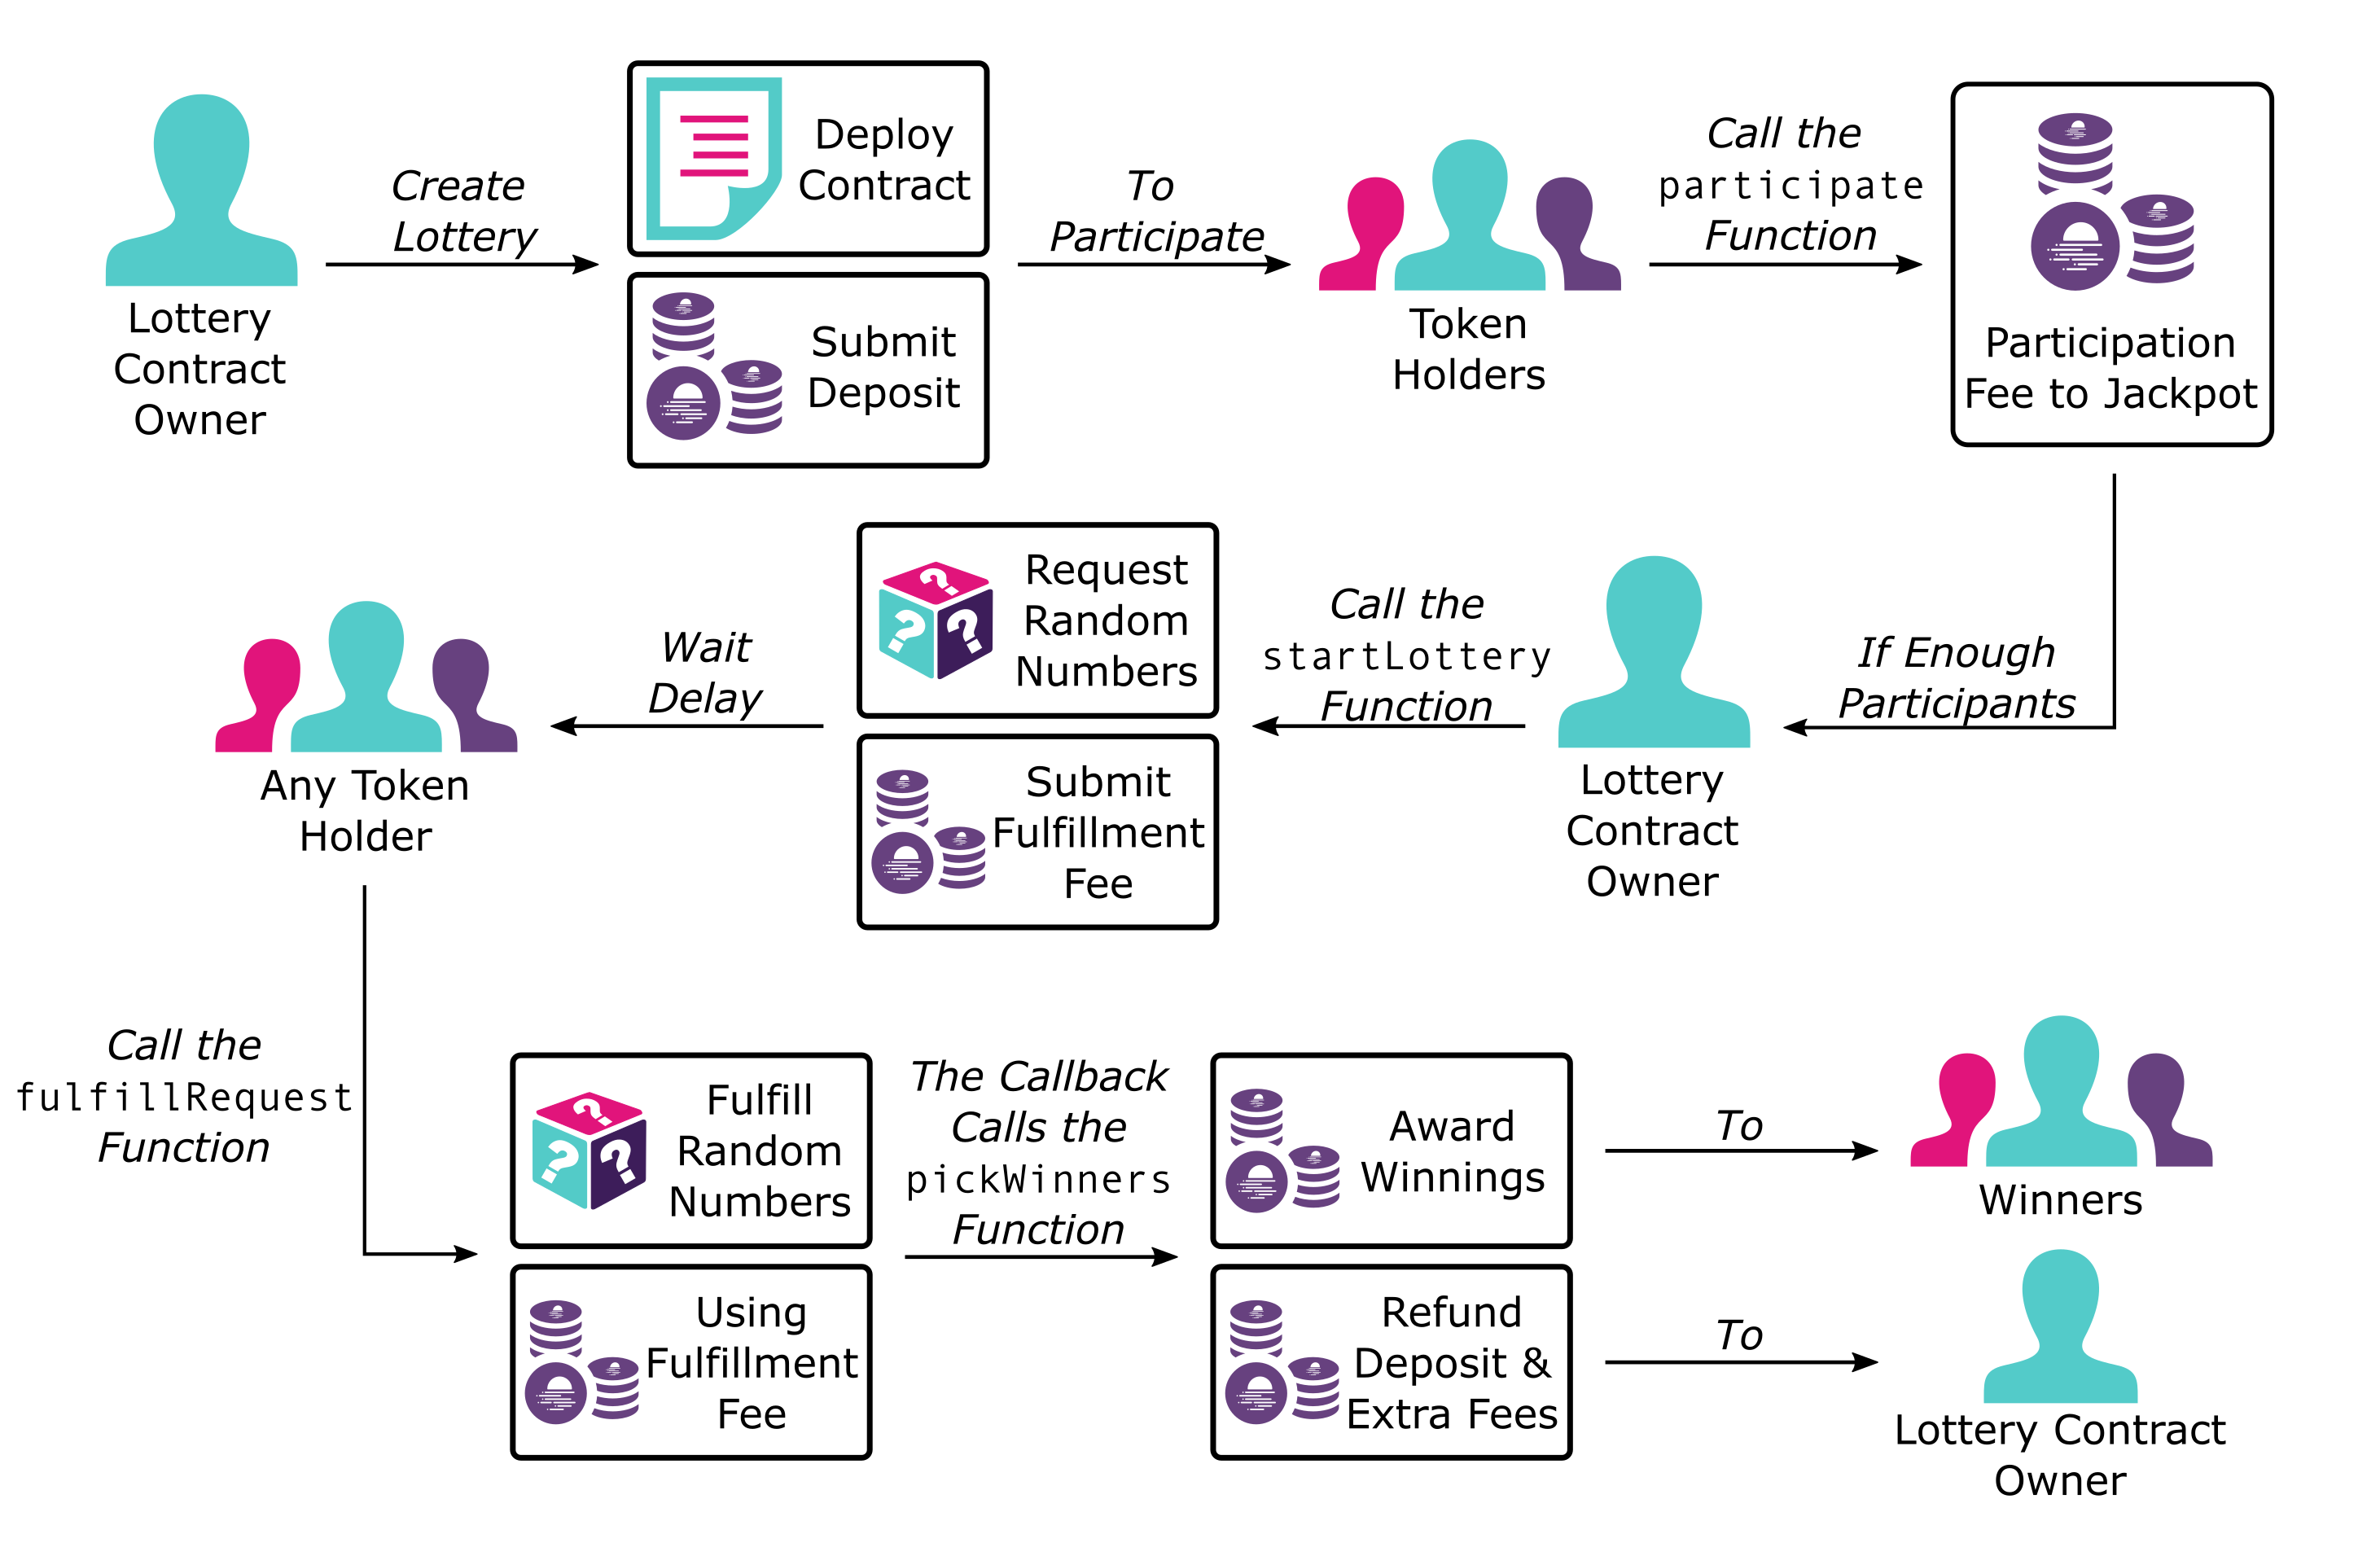 Create
Lottery
Lottery
Contract
Owner
Deploy
Contract
Submit
Deposit
To
Participate
Token
Holders
Call the
participate
Function
Participation
Fee to Jackpot
If Enough
Participants
Lottery
Contract
Owner
Call the
startLottery
Function
Request
Random
Numbers
Submit
Fulfillment
Fee
Wait
Delay
Any Token
Holder
Call the
fulfillRequest
Function
Fulfill
Random
Numbers
Using
Fulfillment
Fee
The Callback
Calls the
pickWinners
Function
Award
Winnings
To
Winners
Refund
Deposit &
Extra Fees
To
Lottery Contract
Owner